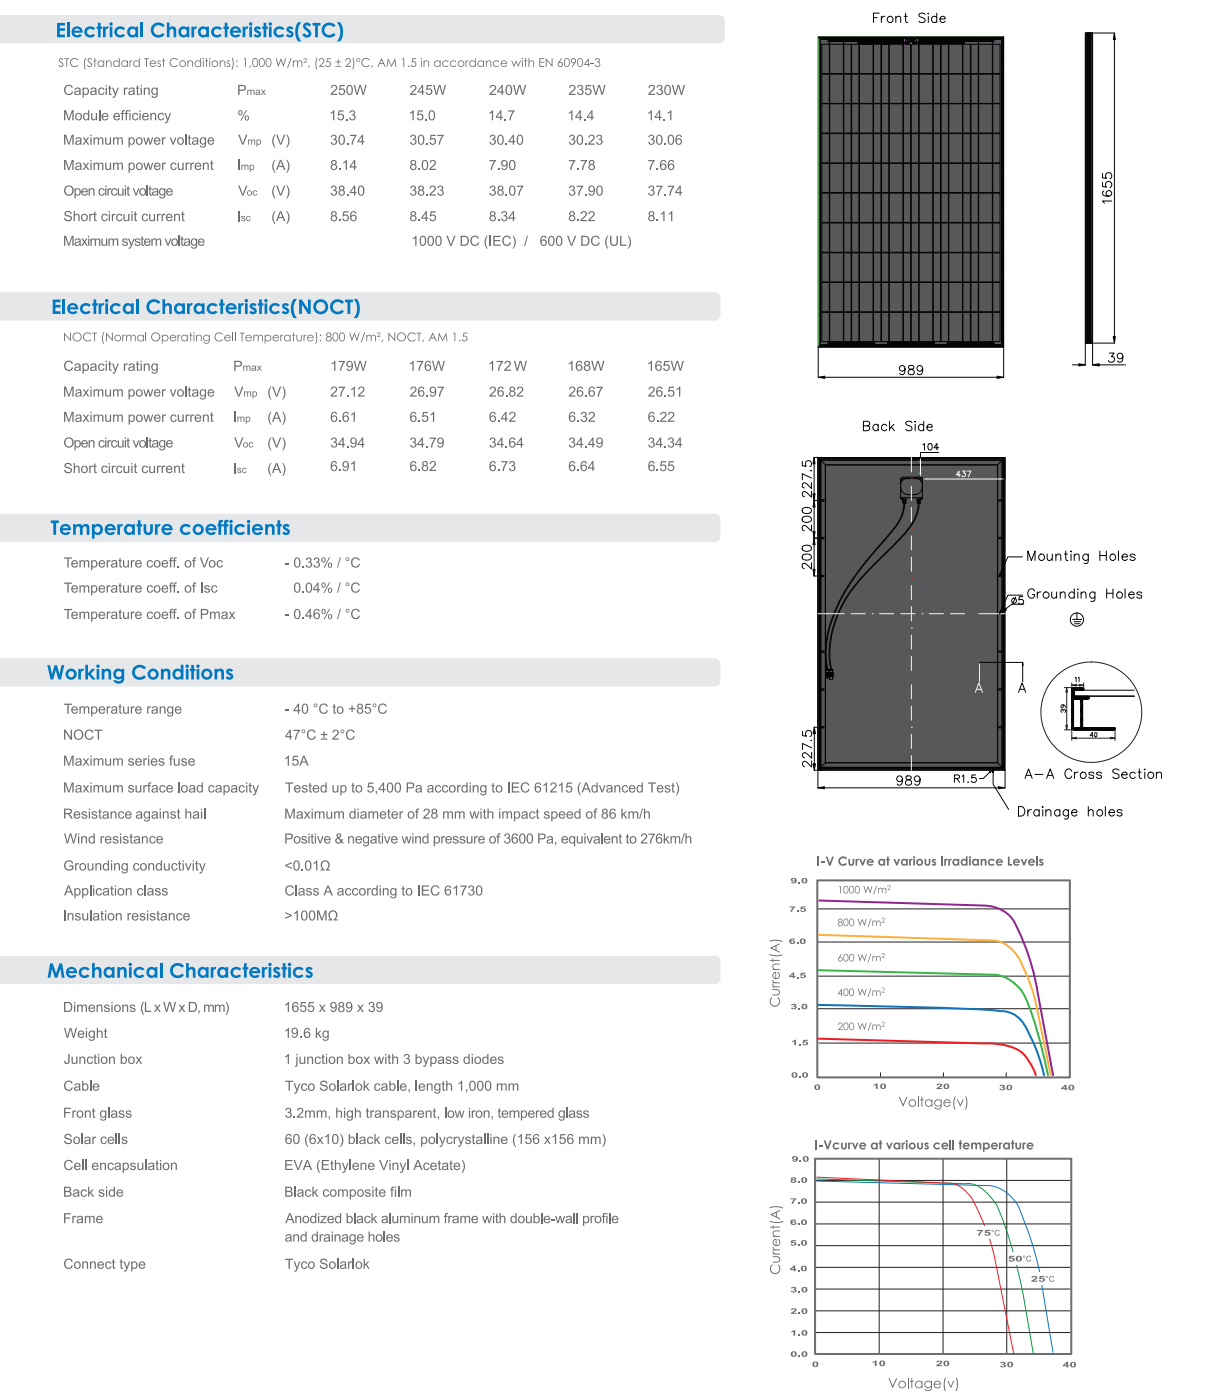 Electrical Characteristics(STC)
STC (Standard Test Conditions): 1,000 W/m², (25 ± 2)°C, AM 1.5 in accordance with EN 60904-3
Capacity rating Pmax 250W 245W 240W 235W 230W
Module efficiency % 15.3 15.0 14.7 14.4 14.1
Maximum power voltage Vmp (V) 30.74 30.57 30.40 30.23 30.06
Maximum power current Imp (A) 8.14 8.02 7.90 7.78 7.66
Open circuit voltage Voc (V) 38.40 38.23 38.07 37.90 37.74
Short circuit current Isc (A) 8.56 8.45 8.34 8.22 8.11
Maximum system voltage 1000 V DC (IEC) / 600 V DC (UL)
Electrical Characteristics(NOCT)
NOCT (Normal Operating Cell Temperature): 800 W/m², NOCT, AM 1.5
Capacity rating Pmax 179W 176W 172 W 168W 165W
Maximum power voltage Vmp (V) 27.12 26.97 26.82 26.67 26.51
Maximum power current Imp (A) 6.61 6.51 6.42 6.32 6.22
Open circuit voltage Voc (V) 34.94 34.79 34.64 34.49 34.34
Short circuit current Isc (A) 6.91 6.82 6.73 6.64 6.55
Temperature coefficients
Temperature coeff. of Voc - 0.33% / °C
Temperature coeff. of Isc 0.04% / °C
Temperature coeff. of Pmax - 0.46% / °C
Working Conditions
Temperature range - 40 °C to +85°C
NOCT 47°C ± 2°C
Maximum series fuse 15A
Maximum surface load capacity Tested up to 5,400 Pa according to IEC 61215 (Advanced Test)
Resistance against hail Maximum diameter of 28 mm with impact speed of 86 km/h
Wind resistance Positive & negative wind pressure of 3600 Pa, equivalent to 276km/h
Grounding conductivity <0.01Ω
Application class Class A according to IEC 61730
Insulation resistance >100MΩ
Mechanical Characteristics
Dimensions (L x W x D, mm) 1655 x 989 x 39
Weight 19.6 kg
Junction box 1 junction box with 3 bypass diodes
Cable Tyco Solarlok cable, length 1,000 mm
Front glass 3.2mm, high transparent, low iron, tempered glass
Solar cells 60 (6x10) black cells, polycrystalline (156 x156 mm)
Cell encapsulation EVA (Ethylene Vinyl Acetate)
Back side Black composite film
Frame Anodized black aluminum frame with double-wall profile
and drainage holes
Connect type Tyco Solarlok
Front Side
1655
989
39
Back Side
104
437
227.5
200
200
Mounting Holes
ø5 Grounding Holes
A A
11
39
40
227.5
989
R1.5
A-A Cross Section
Drainage holes
I-V Curve at various Irradiance Levels
9.0
1000 W/m²
7.5
800 W/m²
6.0
600 W/m²
4.5
400 W/m²
3.0
200 W/m²
1.5
0.0
Current(A)
0 10 20 30 40
Voltage(v)
I-Vcurve at various cell temperature
9.0
8.0
7.0
6.0
75°C
5.0
50°C
4.0
25°C
3.0
2.0
1.0
0.0
Current(A)
0 10 20 30 40
Voltage(v)